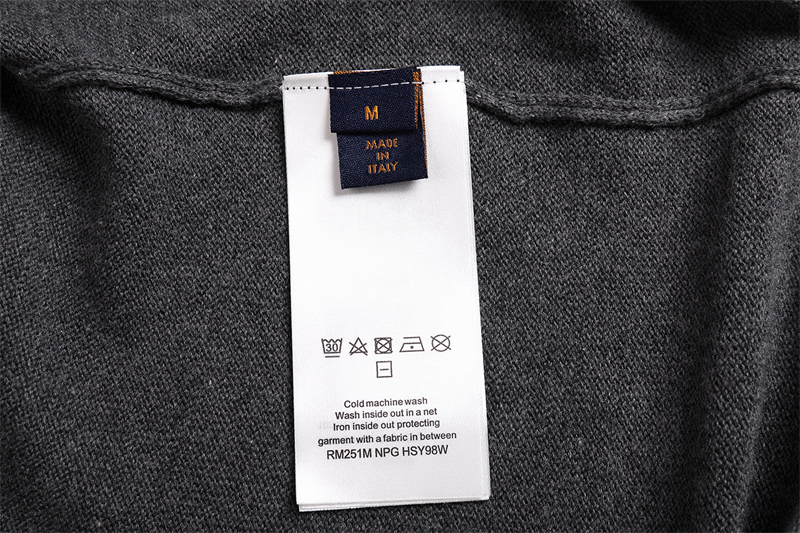 M
MADE
IN
ITALY
30
Cold machine wash
Wash inside out in a net
Iron inside out protecting
garment with a fabric in between
RM251M NPG HSY98W